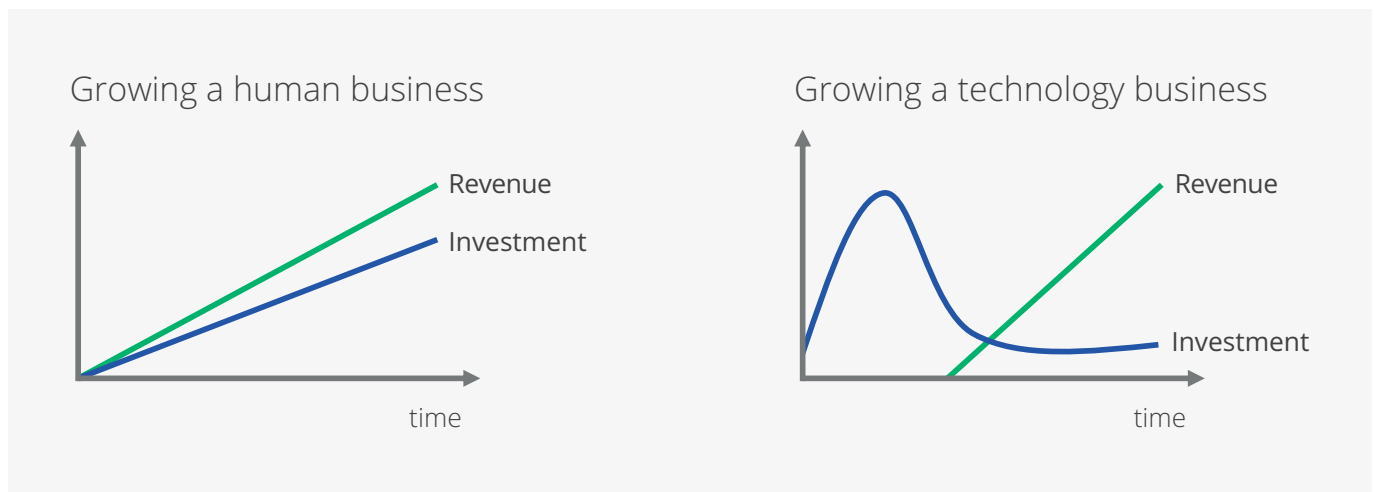 Growing a human business
Revenue
Investment
time
Growing a technology business
Revenue
Investment
time